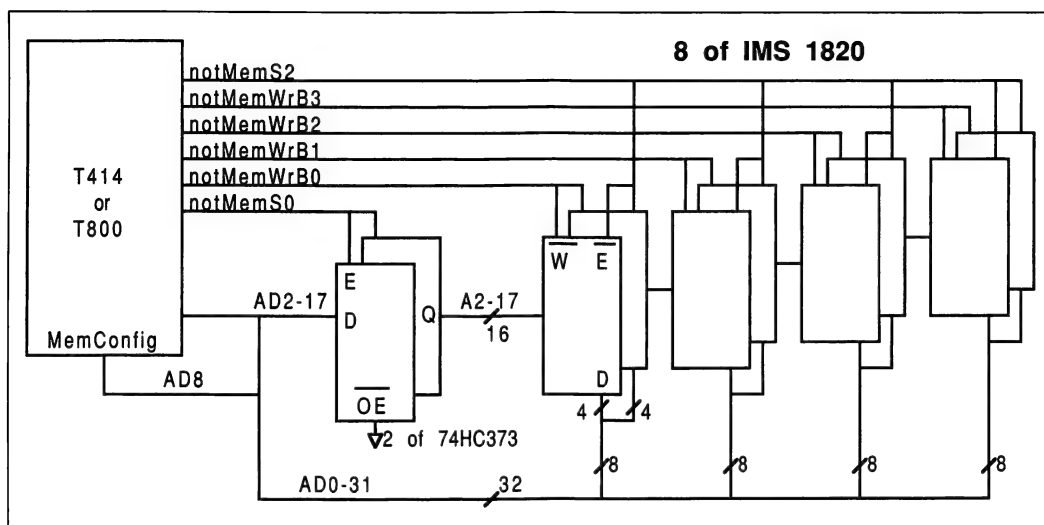 8 of IMS 1820
notMemS2
notMemWrB3
notMemWrB2
notMemWrB1
notMemWrB0
notMemS0
T414
or
T800
MemConfig
AD2-17
AD8
E
D
Q
OE
2 of 74HC373
A2-17
16
W E
D
4 4
8 8 8 8
AD0-31 32